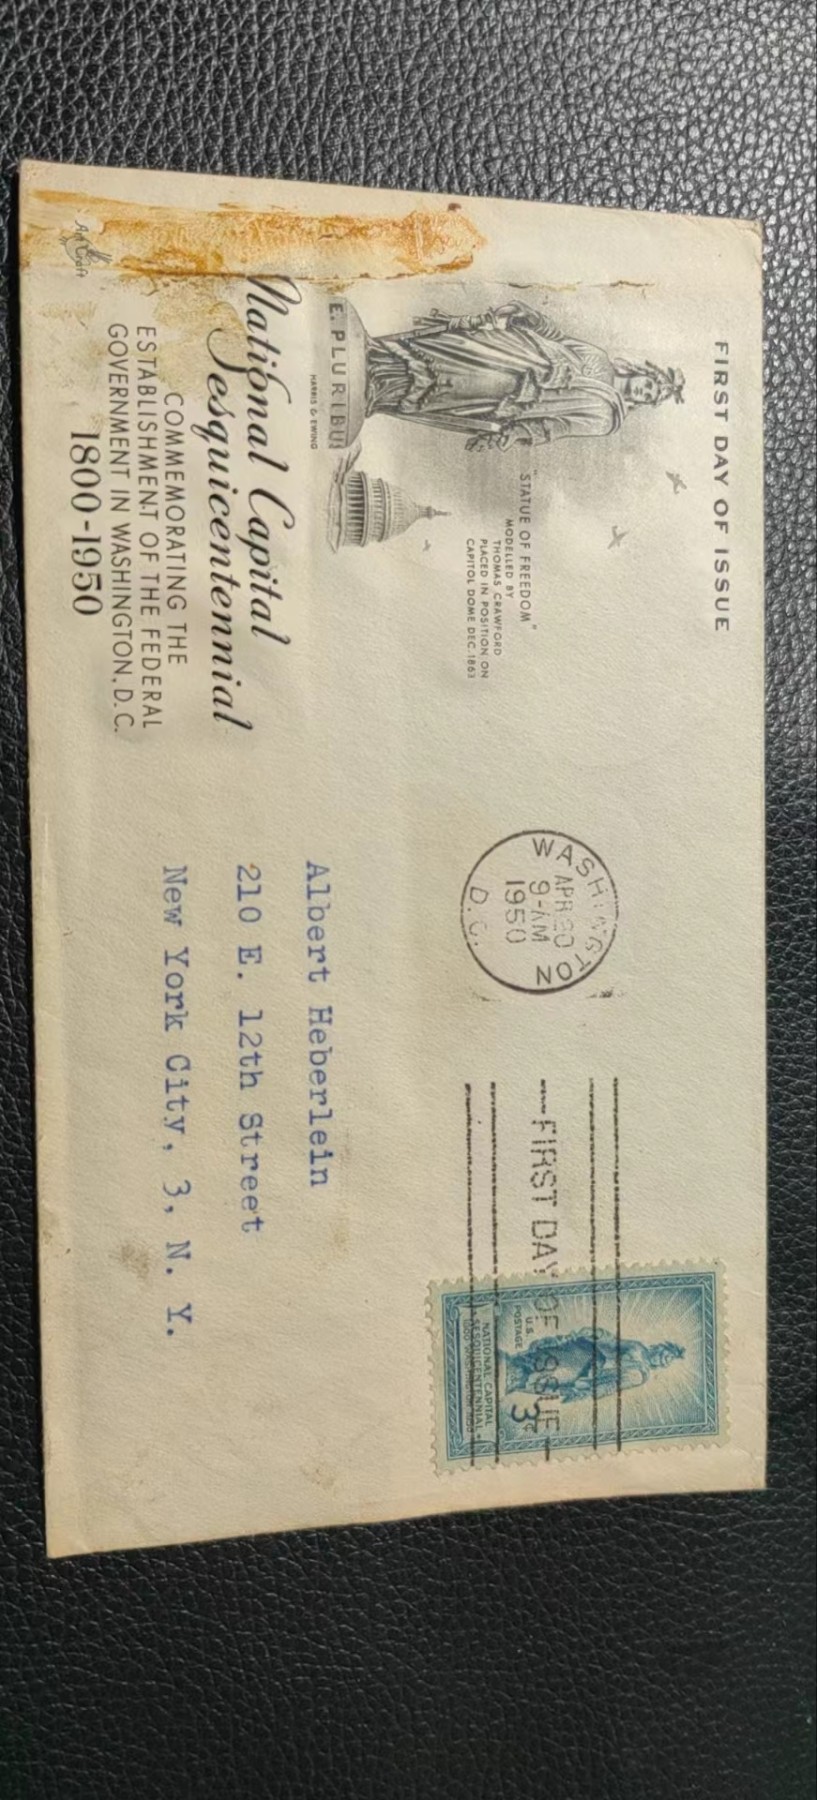 FIRST DAY OF ISSUE
"STATUE OF FREEDOM"
MODELLED BY
THOMAS CRAWFORD
PLACED IN POSITION ON
CAPITOL DOME DEC. 1863
E. PLURIBU
HARRIS & EWING
National Capital
Sesquicentennial
COMMEMORATING THE
ESTABLISHMENT OF THE FEDERAL
GOVERNMENT IN WASHINGTON, D.C.
1800-1950
Art Craft
WASHINGTON
APR 20
9-AM
1950
D.C.
FIRST DAY OF ISSUE
U.S.
POSTAGE
3¢
NATIONAL CAPITAL
SESQUICENTENNIAL
Albert Heberlein
210 E. 12th Street
New York City, 3, N. Y.